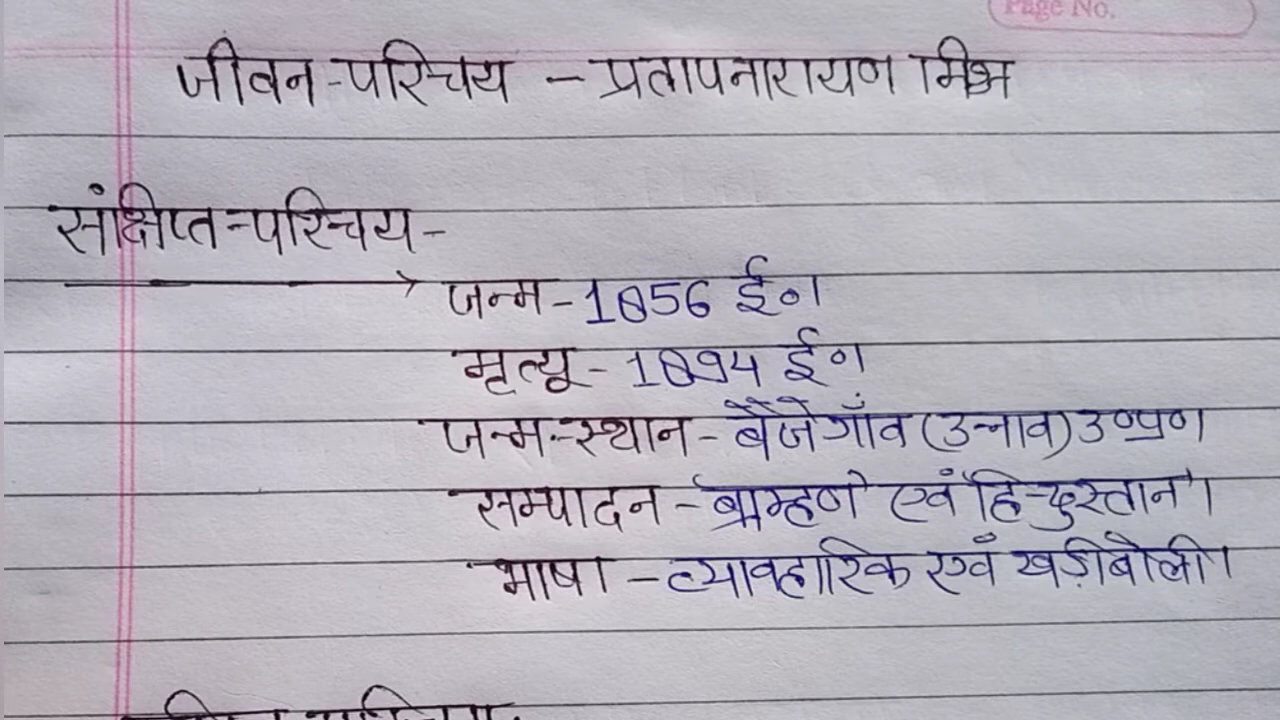 Page No.
जीवन-परिचय - प्रतापनारायण मिश्र
संक्षिप्त-परिचय-
जन्म-1856 ई०।
मृत्यू-1894 ई०।
जन्म-स्थान-बैजेगाँव (उन्नाव) उ०प्र०।
सम्पादन-ब्राम्हण एवं हिन्दुस्तान।
भाषा-व्यावहारिक एवं खड़ीबोली।